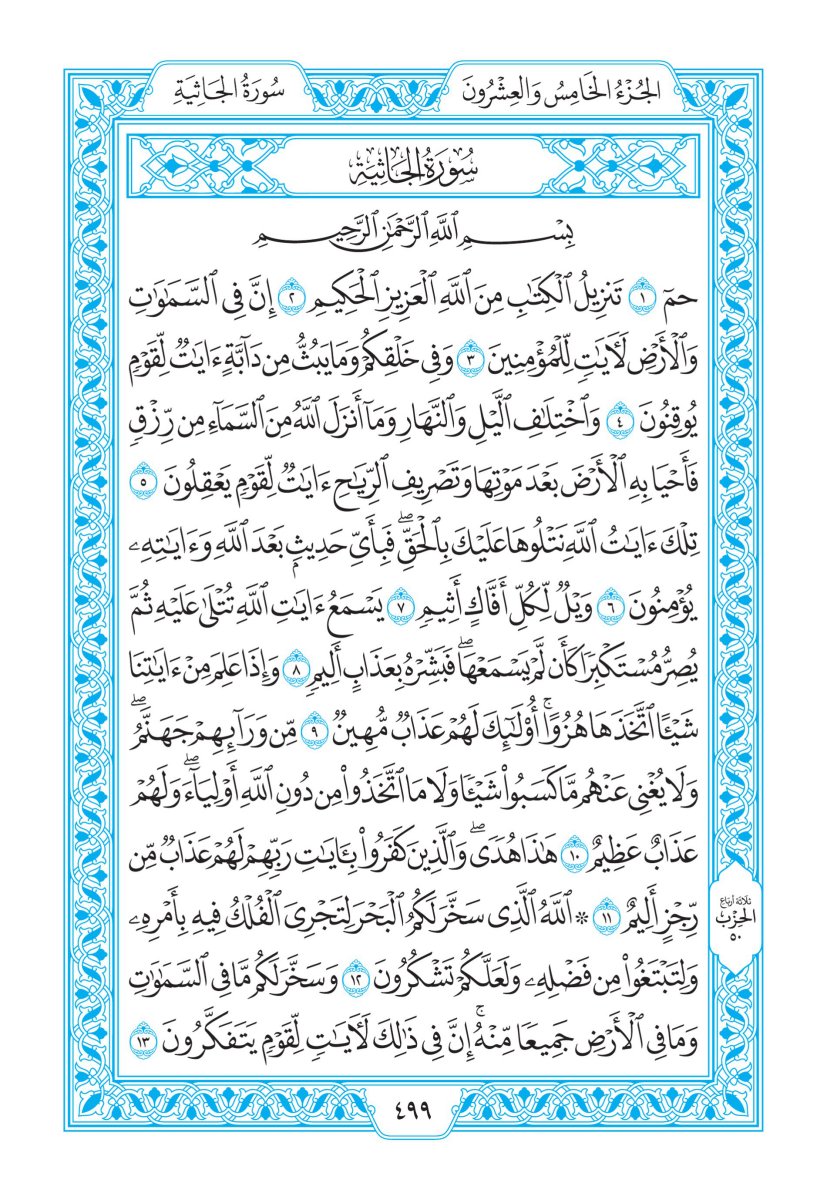 الجُزْءُ الخَامِسُ وَالعِشْرُونَ
سُورَةُ الجَاثِيَةِ
سُورَةُ الجَاثِيَةِ
بِسْمِ ٱللَّهِ ٱلرَّحْمَٰنِ ٱلرَّحِيمِ
حمٓ ١ تَنزِيلُ ٱلْكِتَٰبِ مِنَ ٱللَّهِ ٱلْعَزِيزِ ٱلْحَكِيمِ ٢ إِنَّ فِى ٱلسَّمَٰوَٰتِ
وَٱلْأَرْضِ لَءَايَٰتٍ لِّلْمُؤْمِنِينَ ٣ وَفِى خَلْقِكُمْ وَمَا يَبُثُّ مِن دَآبَّةٍ ءَايَٰتٌ لِّقَوْمٍ
يُوقِنُونَ ٤ وَٱخْتِلَٰفِ ٱلَّيْلِ وَٱلنَّهَارِ وَمَآ أَنزَلَ ٱللَّهُ مِنَ ٱلسَّمَآءِ مِن رِّزْقٍ
فَأَحْيَا بِهِ ٱلْأَرْضَ بَعْدَ مَوْتِهَا وَتَصْرِيفِ ٱلرِّيَٰحِ ءَايَٰتٌ لِّقَوْمٍ يَعْقِلُونَ ٥
تِلْكَ ءَايَٰتُ ٱللَّهِ نَتْلُوهَا عَلَيْكَ بِٱلْحَقِّۖ فَبِأَىِّ حَدِيثٍۭ بَعْدَ ٱللَّهِ وَءَايَٰتِهِۦ
يُؤْمِنُونَ ٦ وَيْلٌ لِّكُلِّ أَفَّاكٍ أَثِيمٍ ٧ يَسْمَعُ ءَايَٰتِ ٱللَّهِ تُتْلَىٰ عَلَيْهِ ثُمَّ
يُصِرُّ مُسْتَكْبِرًا كَأَن لَّمْ يَسْمَعْهَاۖ فَبَشِّرْهُ بِعَذَابٍ أَلِيمٍ ٨ وَإِذَا عَلِمَ مِنْ ءَايَٰتِنَا
شَيْـًٔا ٱتَّخَذَهَا هُزُوًاۚ أُو۟لَٰٓئِكَ لَهُمْ عَذَابٌ مُّهِينٌ ٩ مِّن وَرَآئِهِمْ جَهَنَّمُۖ
وَلَا يُغْنِى عَنْهُم مَّا كَسَبُوا۟ شَيْـًٔا وَلَا مَا ٱتَّخَذُوا۟ مِن دُونِ ٱللَّهِ أَوْلِيَآءَۖ وَلَهُمْ
عَذَابٌ عَظِيمٌ ١٠ هَٰذَا هُدًىۖ وَٱلَّذِينَ كَفَرُوا۟ بِـَٔايَٰتِ رَبِّهِمْ لَهُمْ عَذَابٌ مِّن
رِّجْزٍ أَلِيمٌ ١١ ۞ ٱللَّهُ ٱلَّذِى سَخَّرَ لَكُمُ ٱلْبَحْرَ لِتَجْرِىَ ٱلْفُلْكُ فِيهِ بِأَمْرِهِۦ
ثلاثة أرباع
الحزب
٥٠
وَلِتَبْتَغُوا۟ مِن فَضْلِهِۦ وَلَعَلَّكُمْ تَشْكُرُونَ ١٢ وَسَخَّرَ لَكُم مَّا فِى ٱلسَّمَٰوَٰتِ
وَمَا فِى ٱلْأَرْضِ جَمِيعًا مِّنْهُۚ إِنَّ فِى ذَٰلِكَ لَءَايَٰتٍ لِّقَوْمٍ يَتَفَكَّرُونَ ١٣
٤٩٩